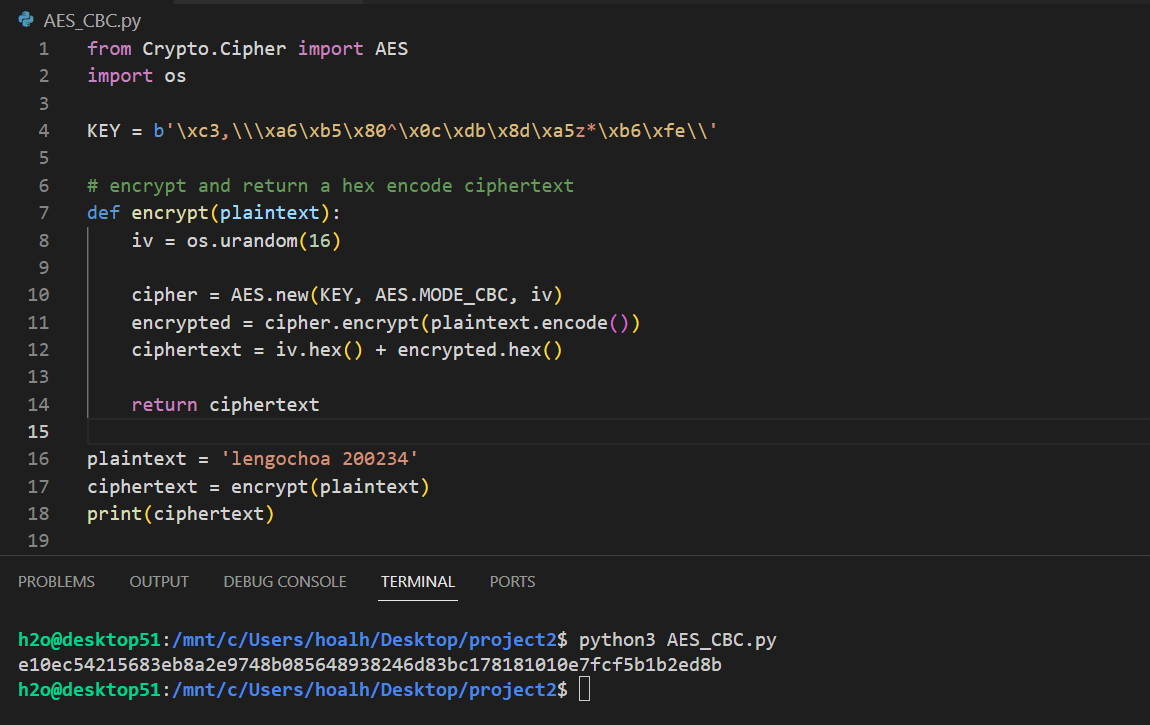 AES_CBC.py
1 from Crypto.Cipher import AES
2 import os
3
4 KEY = b'\xc3,\\\xa6\xb5\x80^\x0c\xdb\x8d\xa5z*\xb6\xfe\\'
5
6 # encrypt and return a hex encode ciphertext
7 def encrypt(plaintext):
8     iv = os.urandom(16)
9
10     cipher = AES.new(KEY, AES.MODE_CBC, iv)
11     encrypted = cipher.encrypt(plaintext.encode())
12     ciphertext = iv.hex() + encrypted.hex()
13
14     return ciphertext
15
16 plaintext = 'lengochoa 200234'
17 ciphertext = encrypt(plaintext)
18 print(ciphertext)
19
PROBLEMS OUTPUT DEBUG CONSOLE TERMINAL PORTS
h2o@desktop51:/mnt/c/Users/hoalh/Desktop/project2$ python3 AES_CBC.py
e10ec54215683eb8a2e9748b085648938246d83bc178181010e7fcf5b1b2ed8b
h2o@desktop51:/mnt/c/Users/hoalh/Desktop/project2$